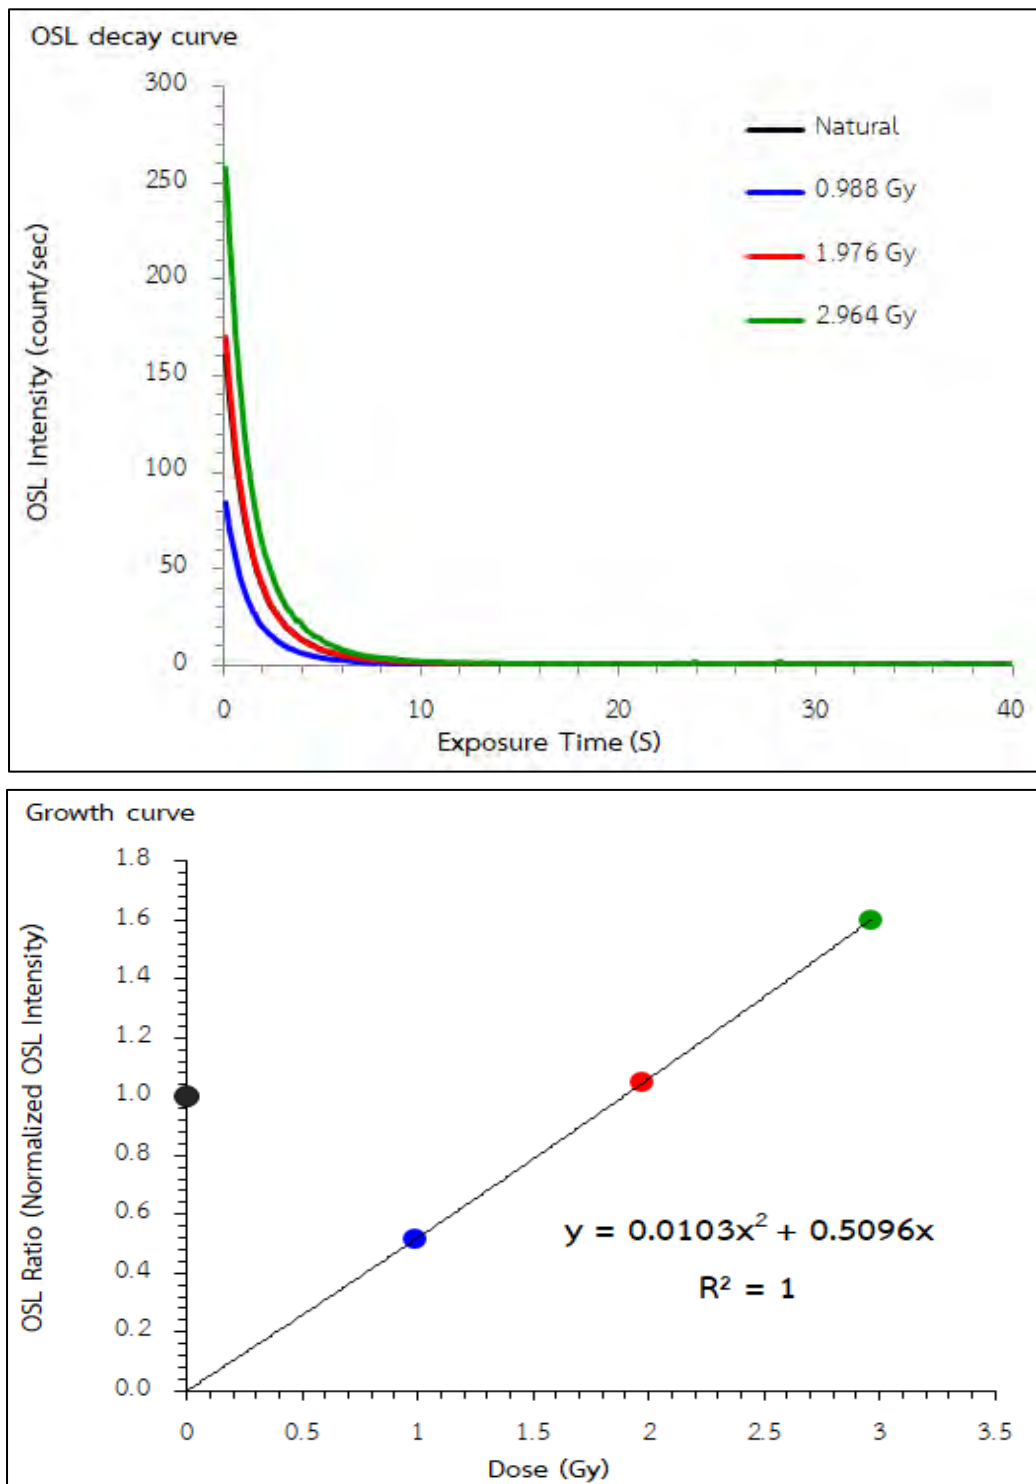 OSL decay curve
300
250
200
150
100
50
0
OSL Intensity (count/sec)
Natural
0.988 Gy
1.976 Gy
2.964 Gy
0 10 20 30 40
Exposure Time (S)
Growth curve
1.8
1.6
1.4
1.2
1.0
0.8
0.6
0.4
0.2
0.0
OSL Ratio (Normalized OSL Intensity)
y = 0.0103x² + 0.5096x
R² = 1
0 0.5 1 1.5 2 2.5 3 3.5
Dose (Gy)